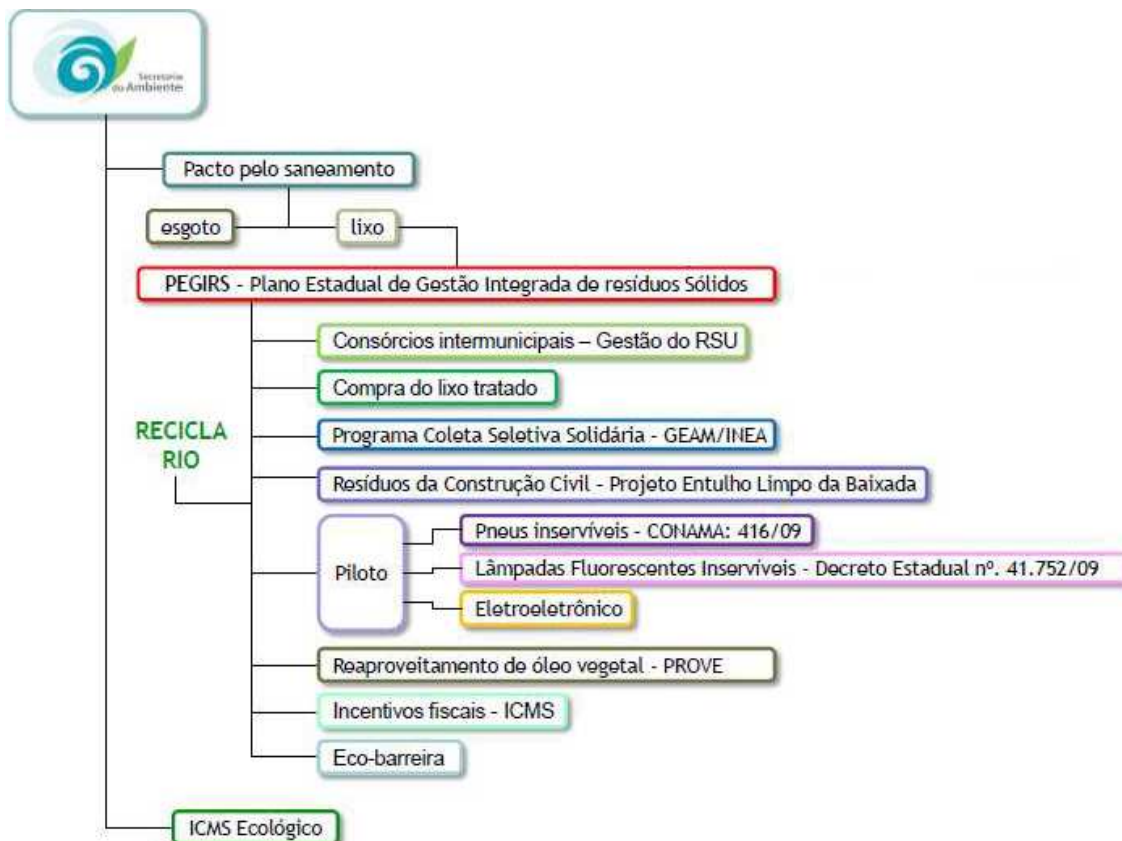 Secretaria
do Ambiente
Pacto pelo saneamento
esgoto
lixo
PEGIRS - Plano Estadual de Gestão Integrada de resíduos Sólidos
Consórcios intermunicipais – Gestão do RSU
Compra do lixo tratado
RECICLA
RIO
Programa Coleta Seletiva Solidária - GEAM/INEA
Resíduos da Construção Civil - Projeto Entulho Limpo da Baixada
Piloto
Pneus inservíveis - CONAMA: 416/09
Lâmpadas Fluorescentes Inservíveis - Decreto Estadual nº. 41.752/09
Eletroeletrônico
Reaproveitamento de óleo vegetal - PROVE
Incentivos fiscais - ICMS
Eco-barreira
ICMS Ecológico